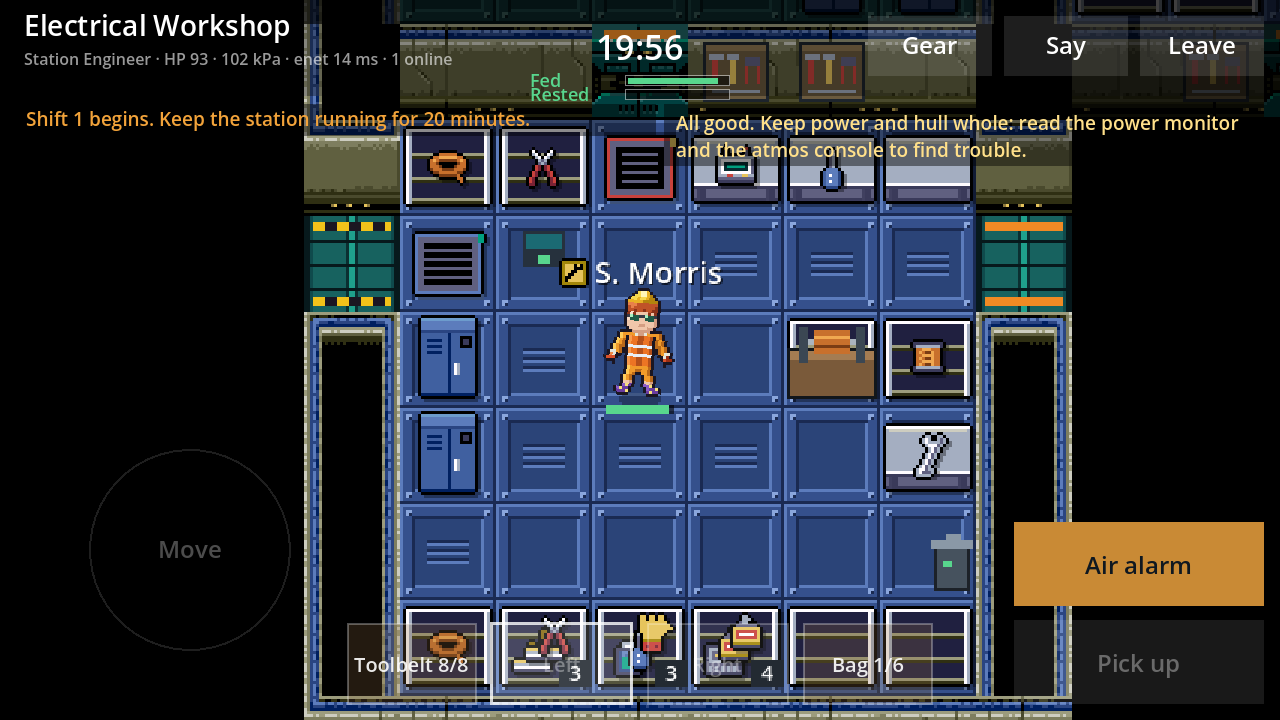 Electrical Workshop
Station Engineer · HP 93 · 102 kPa · enet 14 ms · 1 online
19:56
Fed
Rested
Gear
Say
Leave
Shift 1 begins. Keep the station running for 20 minutes.
All good. Keep power and hull whole: read the power monitor
and the atmos console to find trouble.
S. Morris
Move
Air alarm
Pick up
Toolbelt 8/8
Left
3
3
Right
4
Bag 1/6